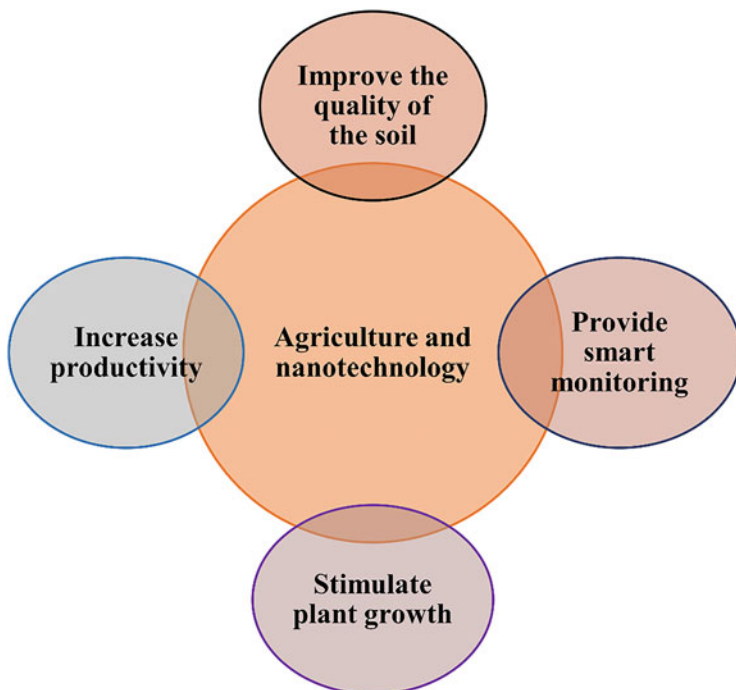 Improve the
quality of
the soil
Increase
productivity
Agriculture and
nanotechnology
Provide
smart
monitoring
Stimulate
plant growth